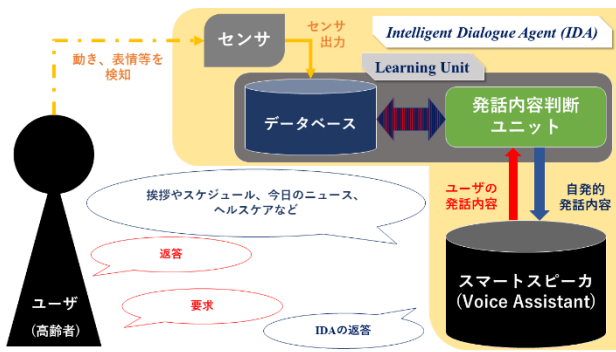 センサ
センサ
出力
Intelligent Dialogue Agent (IDA)
動き、表情等を
検知
Learning Unit
データベース
発話内容判断
ユニット
挨拶やスケジュール、今日のニュース、
ヘルスケアなど
ユーザの
発話内容
自発的
発話内容
返答
要求
IDAの返答
ユーザ
(高齢者)
スマートスピーカ
(Voice Assistant)